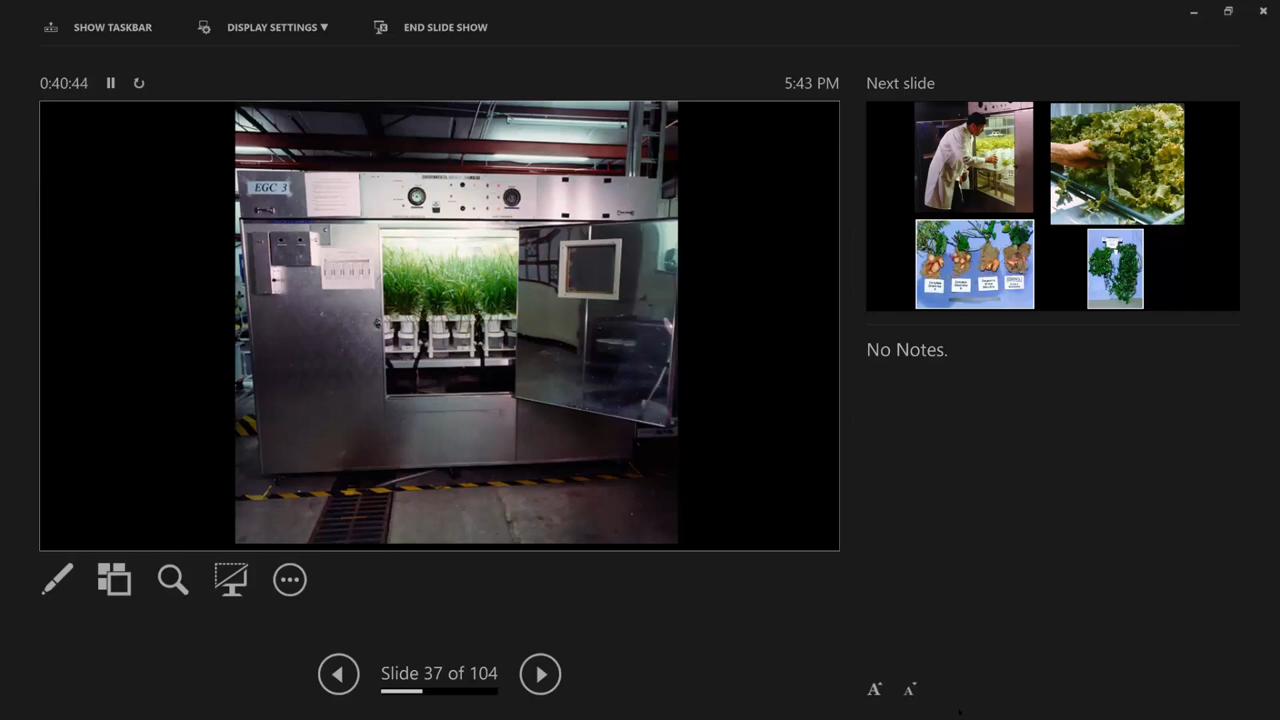 SHOW TASKBAR
DISPLAY SETTINGS ▼
END SLIDE SHOW
0:40:44
5:43 PM
Next slide
EGC 3
No Notes.
Slide 37 of 104
A
A